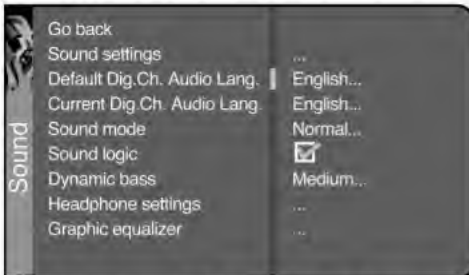 Sound
Go back
Sound settings ...
Default Dig.Ch. Audio Lang. English...
Current Dig.Ch. Audio Lang. English...
Sound mode Normal...
Sound logic
Dynamic bass Medium...
Headphone settings ...
Graphic equalizer ...